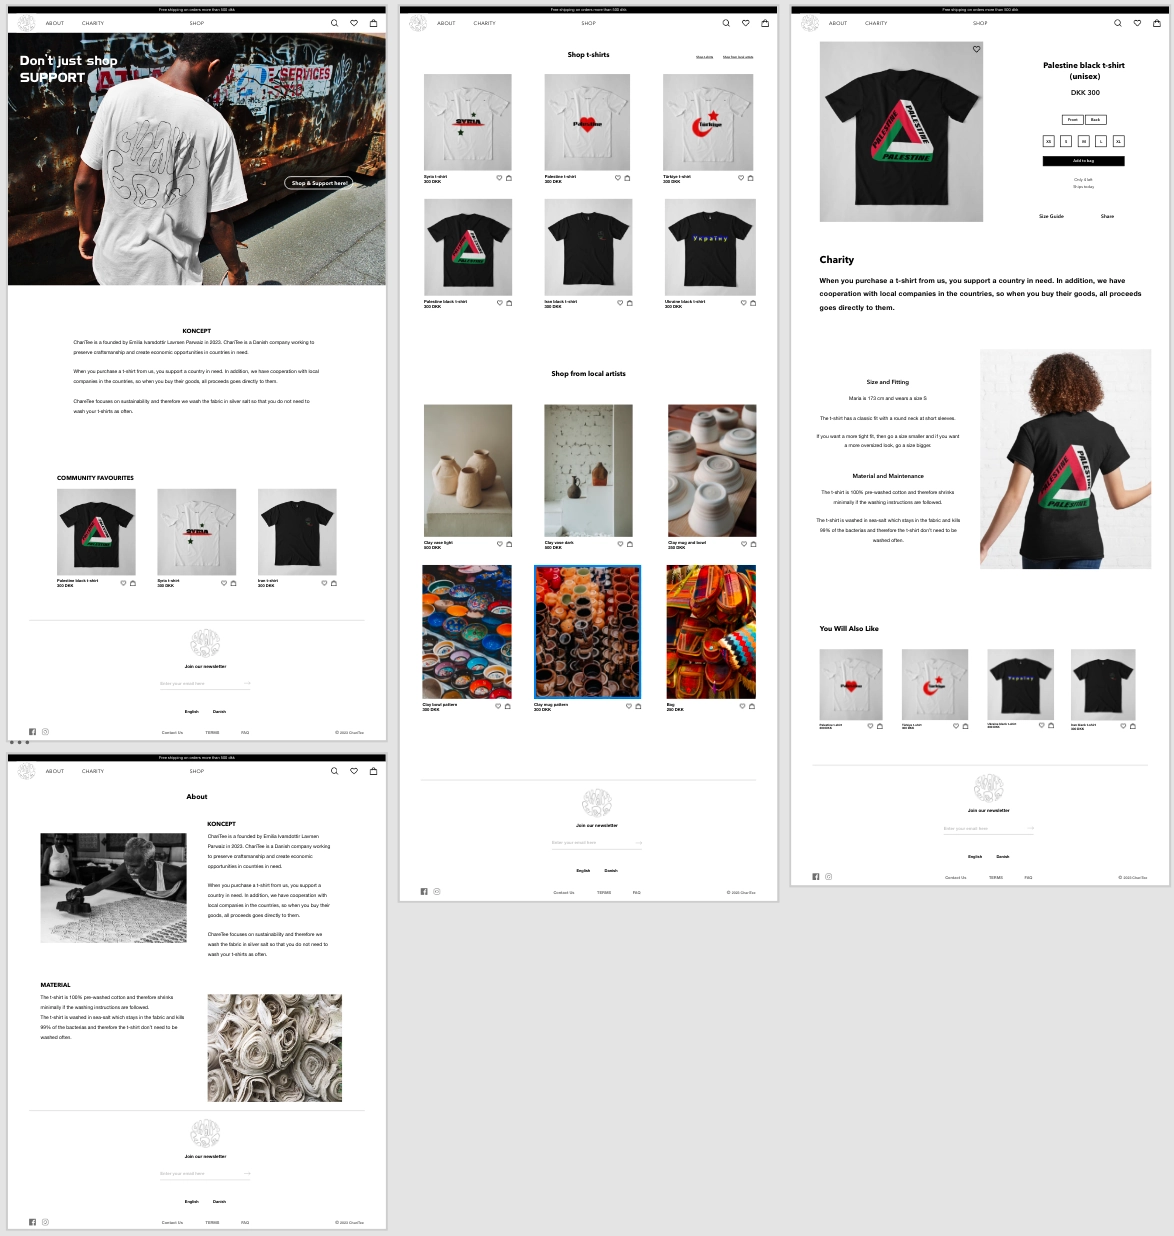 Free shipping on orders more than 500 dkk
ABOUT
CHARITY
SHOP
Don't just shop
SUPPORT
SERVICES
Shop & Support here!
KONCEPT
ChariTee is a founded by Emilia Ivarsdottir Lavrsen Parwaiz in 2023. ChariTee is a Danish company working to
preserve craftsmanship and create economic opportunities in countries in need.
When you purchase a t-shirt from us, you support a country in need. In addition, we have cooperation with local
companies in the countries, so when you buy their goods, all proceeds goes directly to them.
ChareTee focuses on sustainability and therefore we wash the fabric in silver salt so that you do not need to
wash your t-shirts as often.
COMMUNITY FAVOURITES
PALESTINE
PALESTINE
PALESTINE
SYRIA
Palestine black t-shirt
300 DKK
Syria t-shirt
300 DKK
Iran t-shirt
300 DKK
Join our newsletter
Enter your email here
English
Danish
Contact Us
TERMS
FAQ
© 2023 ChariTee
Free shipping on orders more than 500 dkk
ABOUT
CHARITY
SHOP
Shop t-shirts
Shop t-shirts
Shop from local artists
SYRIA
Palestine
Türkiye
Syria t-shirt
300 DKK
Palestine t-shirt
300 DKK
Türkiye t-shirt
300 DKK
PALESTINE
PALESTINE
PALESTINE
Україну
Palestine black t-shirt
300 DKK
Iran black t-shirt
300 DKK
Ukraine black t-shirt
300 DKK
Shop from local artists
Clay vase light
500 DKK
Clay vase dark
500 DKK
Clay mug and bowl
250 DKK
Clay bowl pattern
300 DKK
Clay mug pattern
300 DKK
Bag
250 DKK
Join our newsletter
Enter your email here
English
Danish
Contact Us
TERMS
FAQ
© 2023 ChariTee
Free shipping on orders more than 500 dkk
ABOUT
CHARITY
SHOP
PALESTINE
PALESTINE
PALESTINE
Palestine black t-shirt
(unisex)
DKK 300
Front
Back
XS
S
M
L
XL
Add to bag
Only 4 left
Ships today
Size Guide
Share
Charity
When you purchase a t-shirt from us, you support a country in need. In addition, we have
cooperation with local companies in the countries, so when you buy their goods, all proceeds
goes directly to them.
Size and Fitting
Maria is 173 cm and wears a size S
The t-shirt has a classic fit with a round neck at short sleeves.
If you want a more tight fit, then go a size smaller and if you want
a more oversized look, go a size bigger.
Material and Maintenance
The t-shirt is 100% pre-washed cotton and therefore shrinks
minimally if the washing instructions are followed.
The t-shirt is washed in sea-salt which stays in the fabric and kills
99% of the bacterias and therefore the t-shirt don't need to be
washed often.
PALESTINE
PALESTINE
PALESTINE
You Will Also Like
Palestine
Türkiye
Україну
Palestine t-shirt
300 DKK
Türkiye t-shirt
300 DKK
Ukraine black t-shirt
300 DKK
Iran black t-shirt
300 DKK
Join our newsletter
Enter your email here
English
Danish
Contact Us
TERMS
FAQ
© 2023 ChariTee
Free shipping on orders more than 500 dkk
ABOUT
CHARITY
SHOP
About
KONCEPT
ChariTee is a founded by Emilia Ivarsdottir Lavrsen
Parwaiz in 2023. ChariTee is a Danish company working
to preserve craftsmanship and create economic
opportunities in countries in need.
When you purchase a t-shirt from us, you support a
country in need. In addition, we have cooperation with
local companies in the countries, so when you buy their
goods, all proceeds goes directly to them.
ChareTee focuses on sustainability and therefore we
wash the fabric in silver salt so that you do not need to
wash your t-shirts as often.
MATERIAL
The t-shirt is 100% pre-washed cotton and therefore shrinks
minimally if the washing instructions are followed.
The t-shirt is washed in sea-salt which stays in the fabric and kills
99% of the bacterias and therefore the t-shirt don't need to be
washed often.
Join our newsletter
Enter your email here
English
Danish
Contact Us
TERMS
FAQ
© 2023 ChariTee